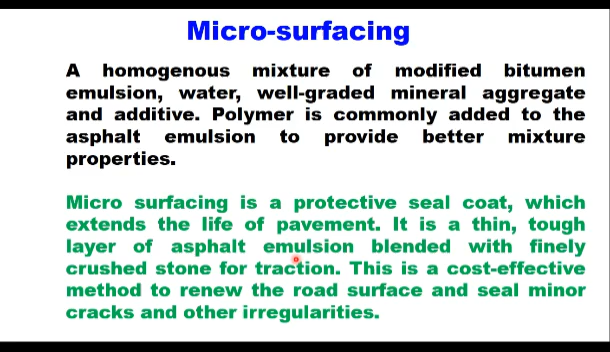 Micro-surfacing
A homogenous mixture of modified bitumen
emulsion, water, well-graded mineral aggregate
and additive. Polymer is commonly added to the
asphalt emulsion to provide better mixture
properties.
Micro surfacing is a protective seal coat, which
extends the life of pavement. It is a thin, tough
layer of asphalt emulsion blended with finely
crushed stone for traction. This is a cost-effective
method to renew the road surface and seal minor
cracks and other irregularities.